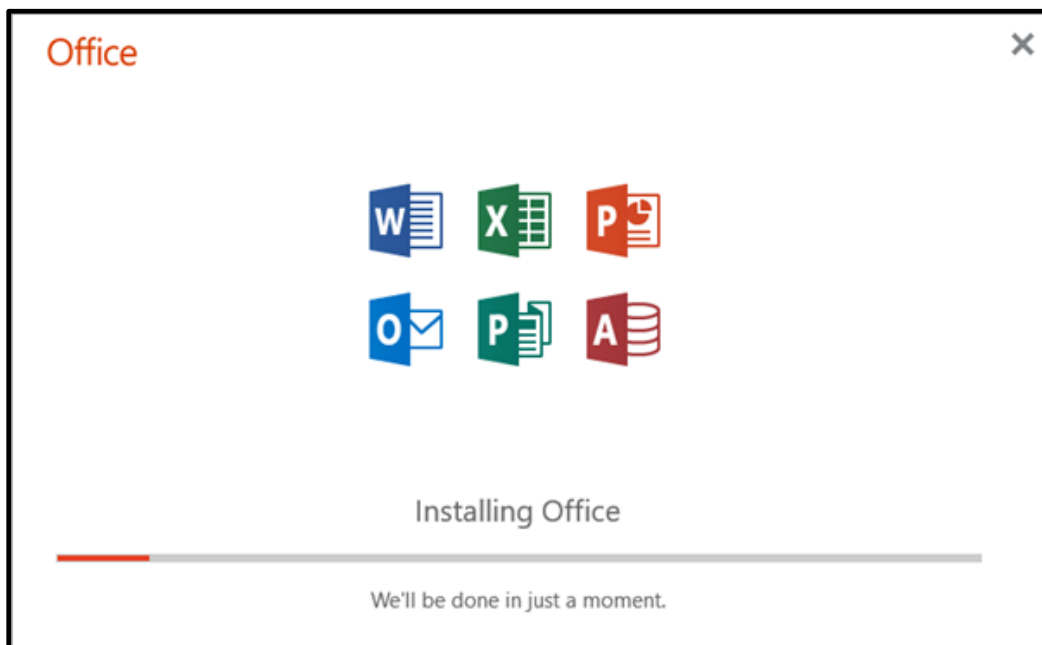 Office
W X P
O P A
Installing Office
We'll be done in just a moment.